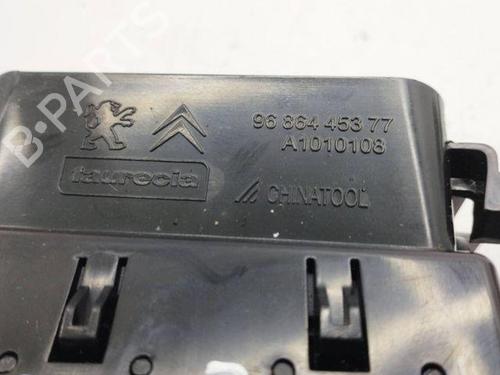 B-PARTS
96 864 453 77
A1010108
faurecia
CHINATOOL